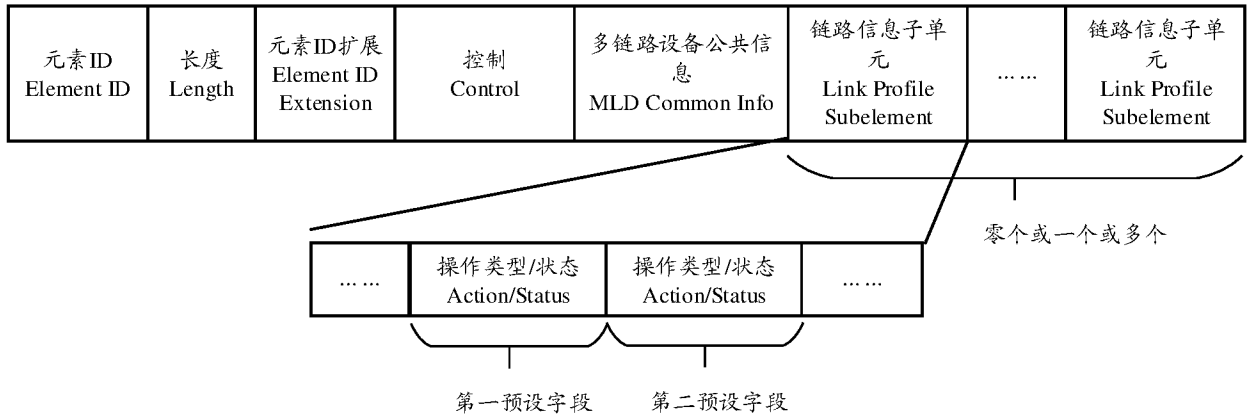 元素ID
Element ID
长度
Length
元素ID扩展
Element ID
Extension
控制
Control
多链路设备公共信
息
MLD Common Info
链路信息子单
元
Link Profile
Subelement
……
链路信息子单
元
Link Profile
Subelement
零个或一个或多个
……
操作类型/状态
Action/Status
操作类型/状态
Action/Status
……
第一预设字段
第二预设字段